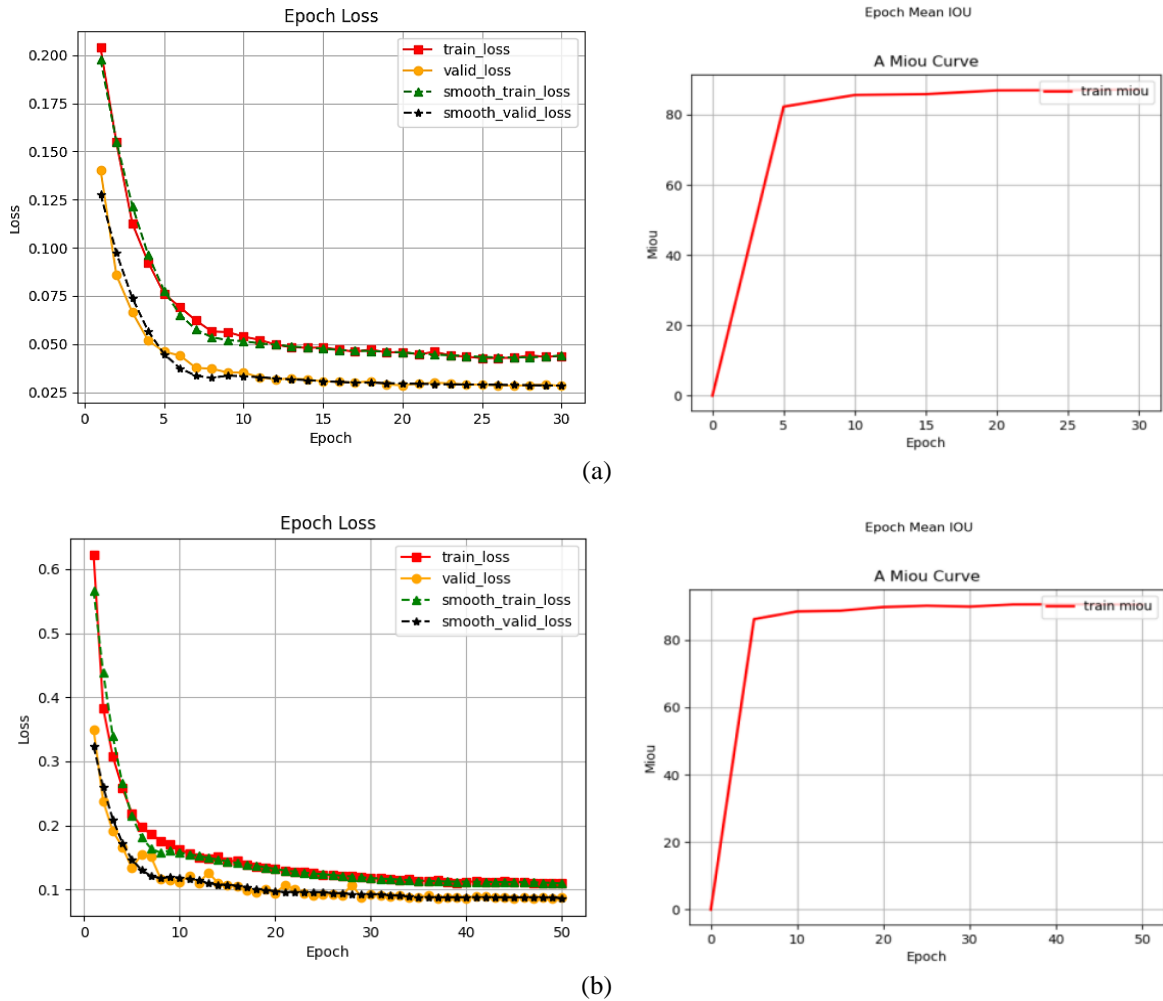 Epoch Loss
train_loss
valid_loss
smooth_train_loss
smooth_valid_loss
0.200
0.175
0.150
0.125
0.100
0.075
0.050
0.025
Loss
0 5 10 15 20 25 30
Epoch
Epoch Mean IOU
A Miou Curve
train miou
80
60
40
20
0
Miou
0 5 10 15 20 25 30
Epoch
(a)
Epoch Loss
train_loss
valid_loss
smooth_train_loss
smooth_valid_loss
0.6
0.5
0.4
0.3
0.2
0.1
Loss
0 10 20 30 40 50
Epoch
Epoch Mean IOU
A Miou Curve
train miou
80
60
40
20
0
Miou
0 10 20 30 40 50
Epoch
(b)